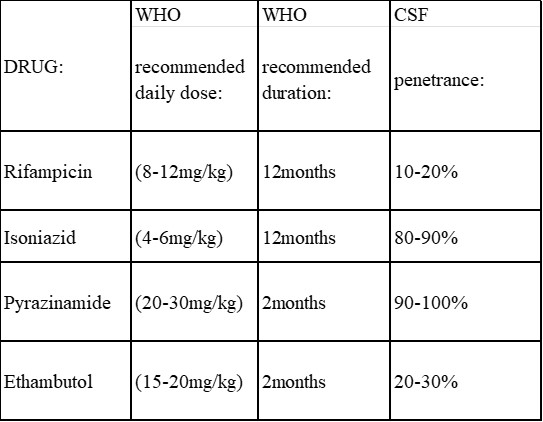 DRUG:
WHO
recommended
daily dose:
WHO
recommended
duration:
CSF
penetrance:
Rifampicin (8-12mg/kg) 12months 10-20%
Isoniazid (4-6mg/kg) 12months 80-90%
Pyrazinamide (20-30mg/kg) 2months 90-100%
Ethambutol (15-20mg/kg) 2months 20-30%